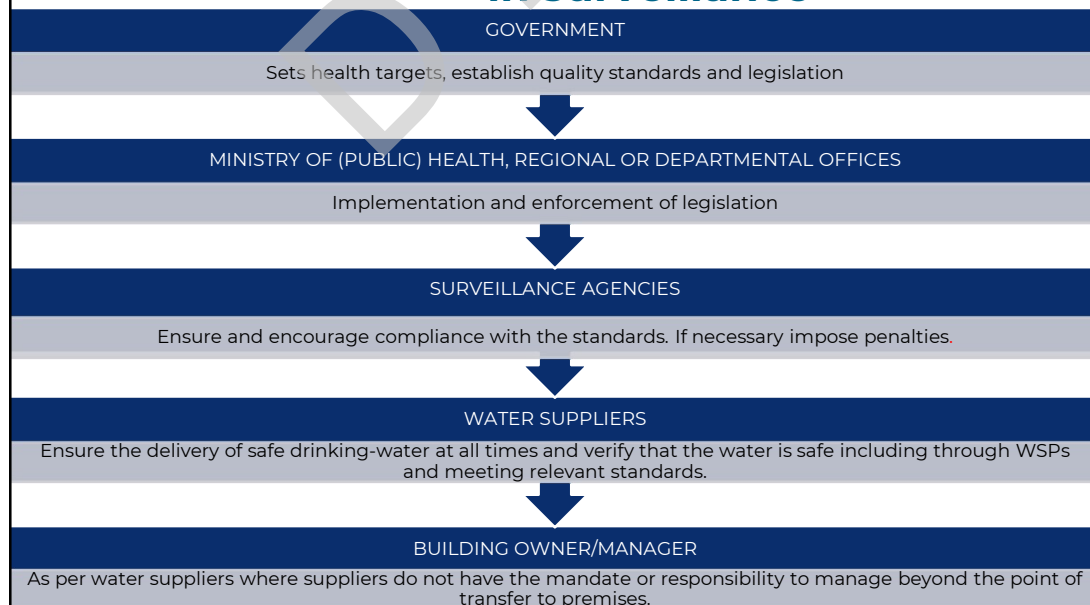 GOVERNMENT
Sets health targets, establish quality standards and legislation
MINISTRY OF (PUBLIC) HEALTH, REGIONAL OR DEPARTMENTAL OFFICES
Implementation and enforcement of legislation
SURVEILLANCE AGENCIES
Ensure and encourage compliance with the standards. If necessary impose penalties.
WATER SUPPLIERS
Ensure the delivery of safe drinking-water at all times and verify that the water is safe including through WSPs
and meeting relevant standards.
BUILDING OWNER/MANAGER
As per water suppliers where suppliers do not have the mandate or responsibility to manage beyond the point of
transfer to premises.